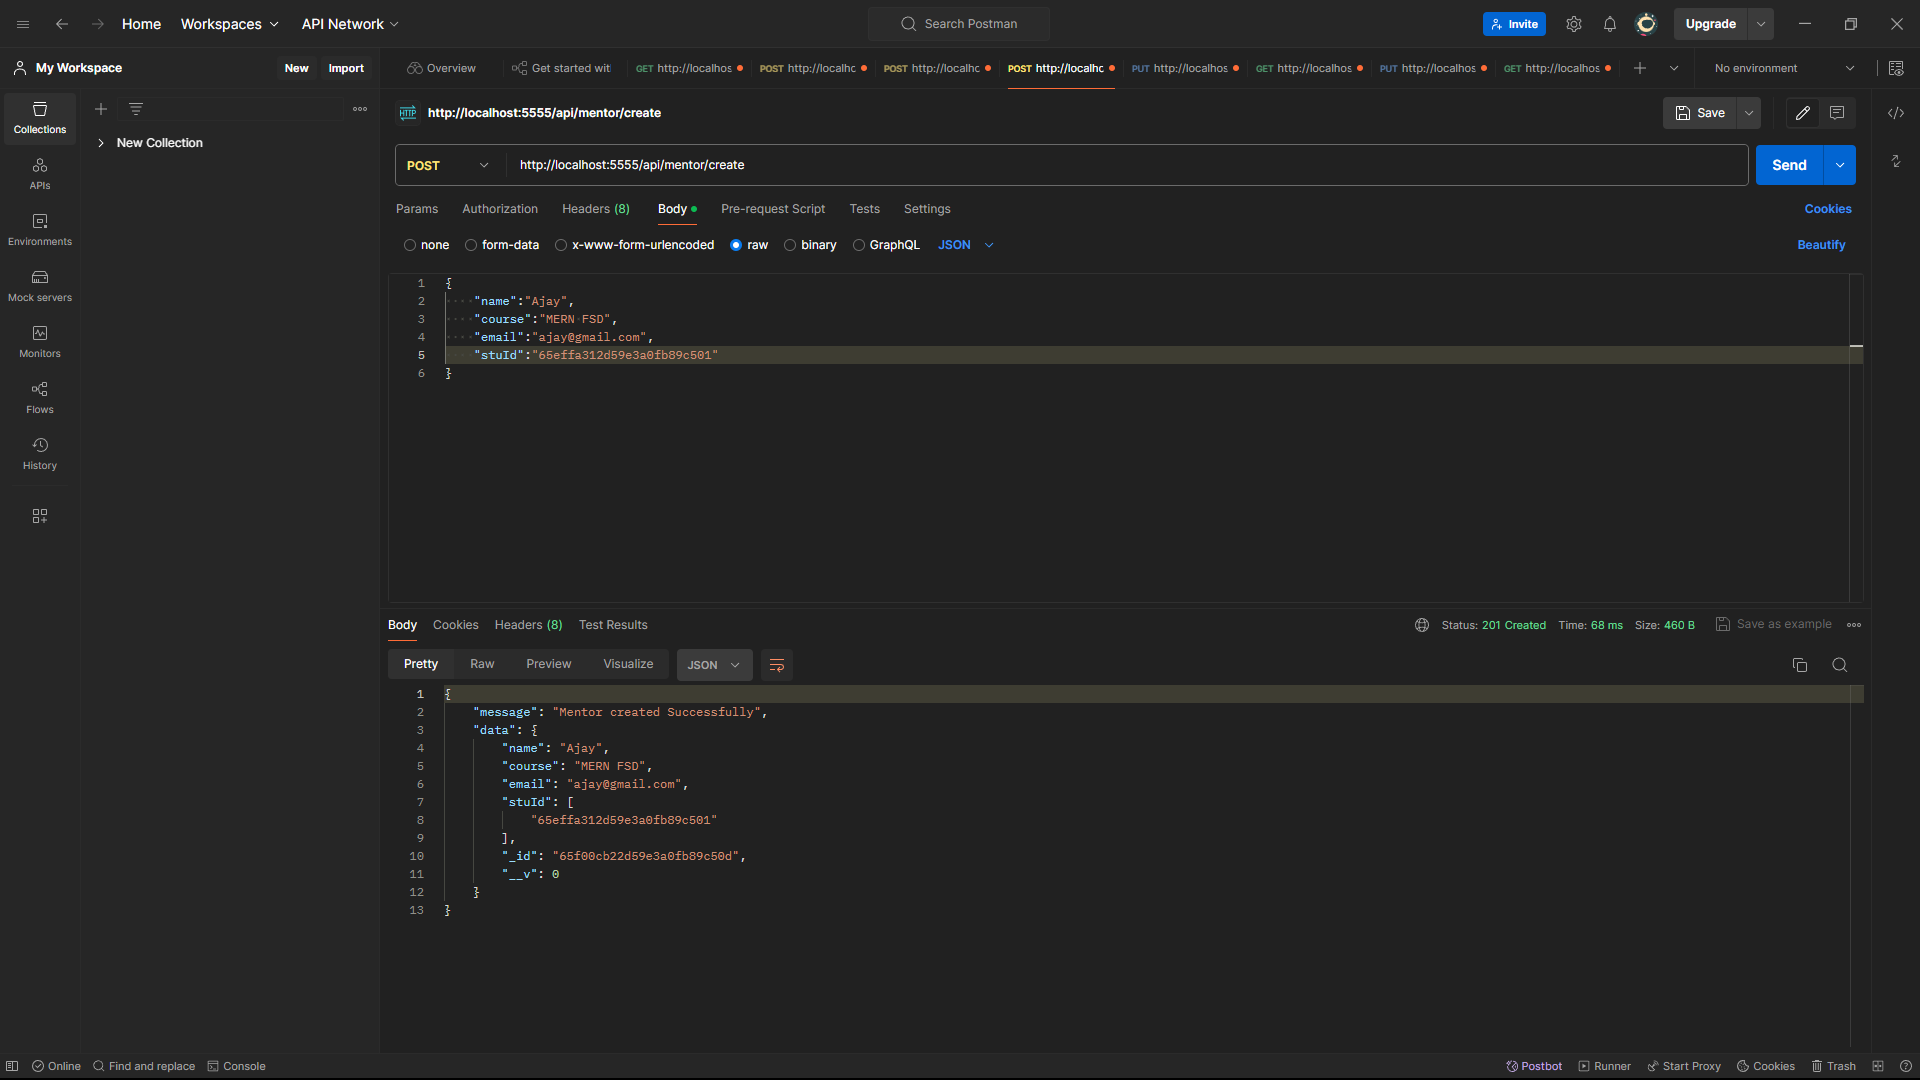 Home Workspaces API Network Search Postman Invite Upgrade
My Workspace New Import Overview Get started wit GET http://localhos POST http://localhc POST http://localhc POST http://localhc PUT http://localhos GET http://localhos PUT http://localhos GET http://localhos No environment
Collections
APIs
Environments
Mock servers
Monitors
Flows
History
New Collection
HTTP http://localhost:5555/api/mentor/create Save
POST http://localhost:5555/api/mentor/create Send
Params Authorization Headers (8) Body Pre-request Script Tests Settings Cookies
none form-data x-www-form-urlencoded raw binary GraphQL JSON Beautify
1 {
2 "name":"Ajay",
3 "course":"MERN FSD",
4 "email":"ajay@gmail.com",
5 "stuId":"65effa312d59e3a0fb89c501"
6 }
Body Cookies Headers (8) Test Results Status: 201 Created Time: 68 ms Size: 460 B Save as example
Pretty Raw Preview Visualize JSON
1 {
2 "message": "Mentor created Successfully",
3 "data": {
4 "name": "Ajay",
5 "course": "MERN FSD",
6 "email": "ajay@gmail.com",
7 "stuId": [
8 "65effa312d59e3a0fb89c501"
9 ],
10 "_id": "65f00cb22d59e3a0fb89c50d",
11 "__v": 0
12 }
13 }
Online Find and replace Console Postbot Runner Start Proxy Cookies Trash